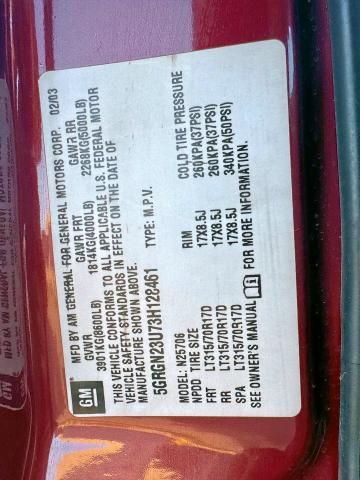 GM
MFD BY AM GENERAL FOR GENERAL MOTORS CORP. 02/03
GVWR GAWR FRT GAWR RR
3901KG(8600LB) 1814KG(4000LB) 2268KG(5000LB)
THIS VEHICLE CONFORMS TO ALL APPLICABLE U.S. FEDERAL MOTOR
VEHICLE SAFETY STANDARDS IN EFFECT ON THE DATE OF
MANUFACTURE SHOWN ABOVE.
5GRGN23U73H128461 TYPE: M.P.V.
MODEL: N25706
NPDD TIRE SIZE RIM COLD TIRE PRESSURE
FRT LT315/70R17D 17X8.5J 260KPA(37PSI)
RR LT315/70R17D 17X8.5J 260KPA(37PSI)
SPA LT315/70R17D 17X8.5J 340KPA(50PSI)
SEE OWNER'S MANUAL FOR MORE INFORMATION.